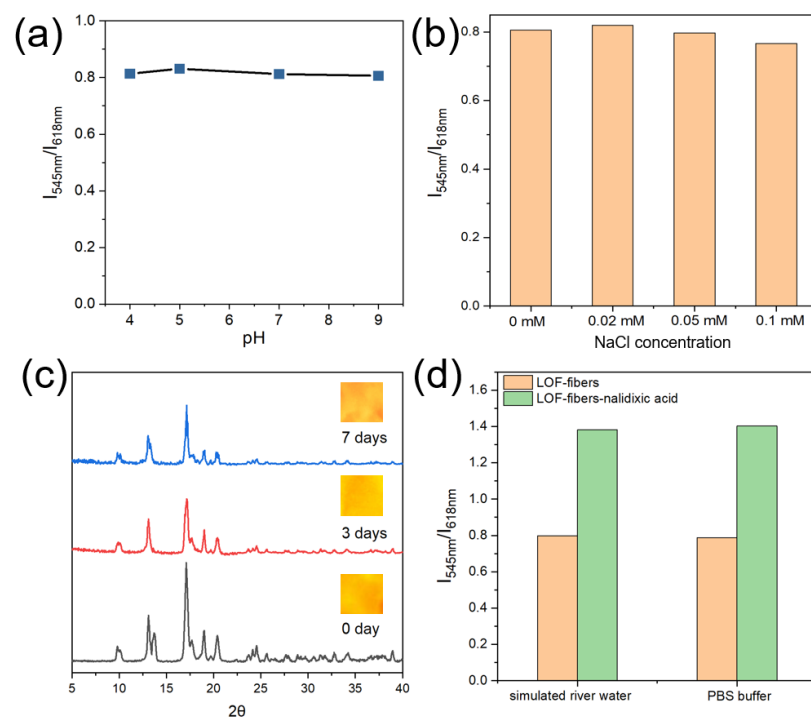 (a)
1.0
0.8
0.6
0.4
0.2
0.0
I545nm/I618nm
4 5 6 7 8 9
pH
(b)
0.8
0.6
0.4
0.2
0.0
I545nm/I618nm
0 mM 0.02 mM 0.05 mM 0.1 mM
NaCl concentration
(c)
7 days
3 days
0 day
5 10 15 20 25 30 35 40
2θ
(d)
LOF-fibers
LOF-fibers-nalidixic acid
1.6
1.4
1.2
1.0
0.8
0.6
0.4
0.2
0.0
I545nm/I618nm
simulated river water PBS buffer